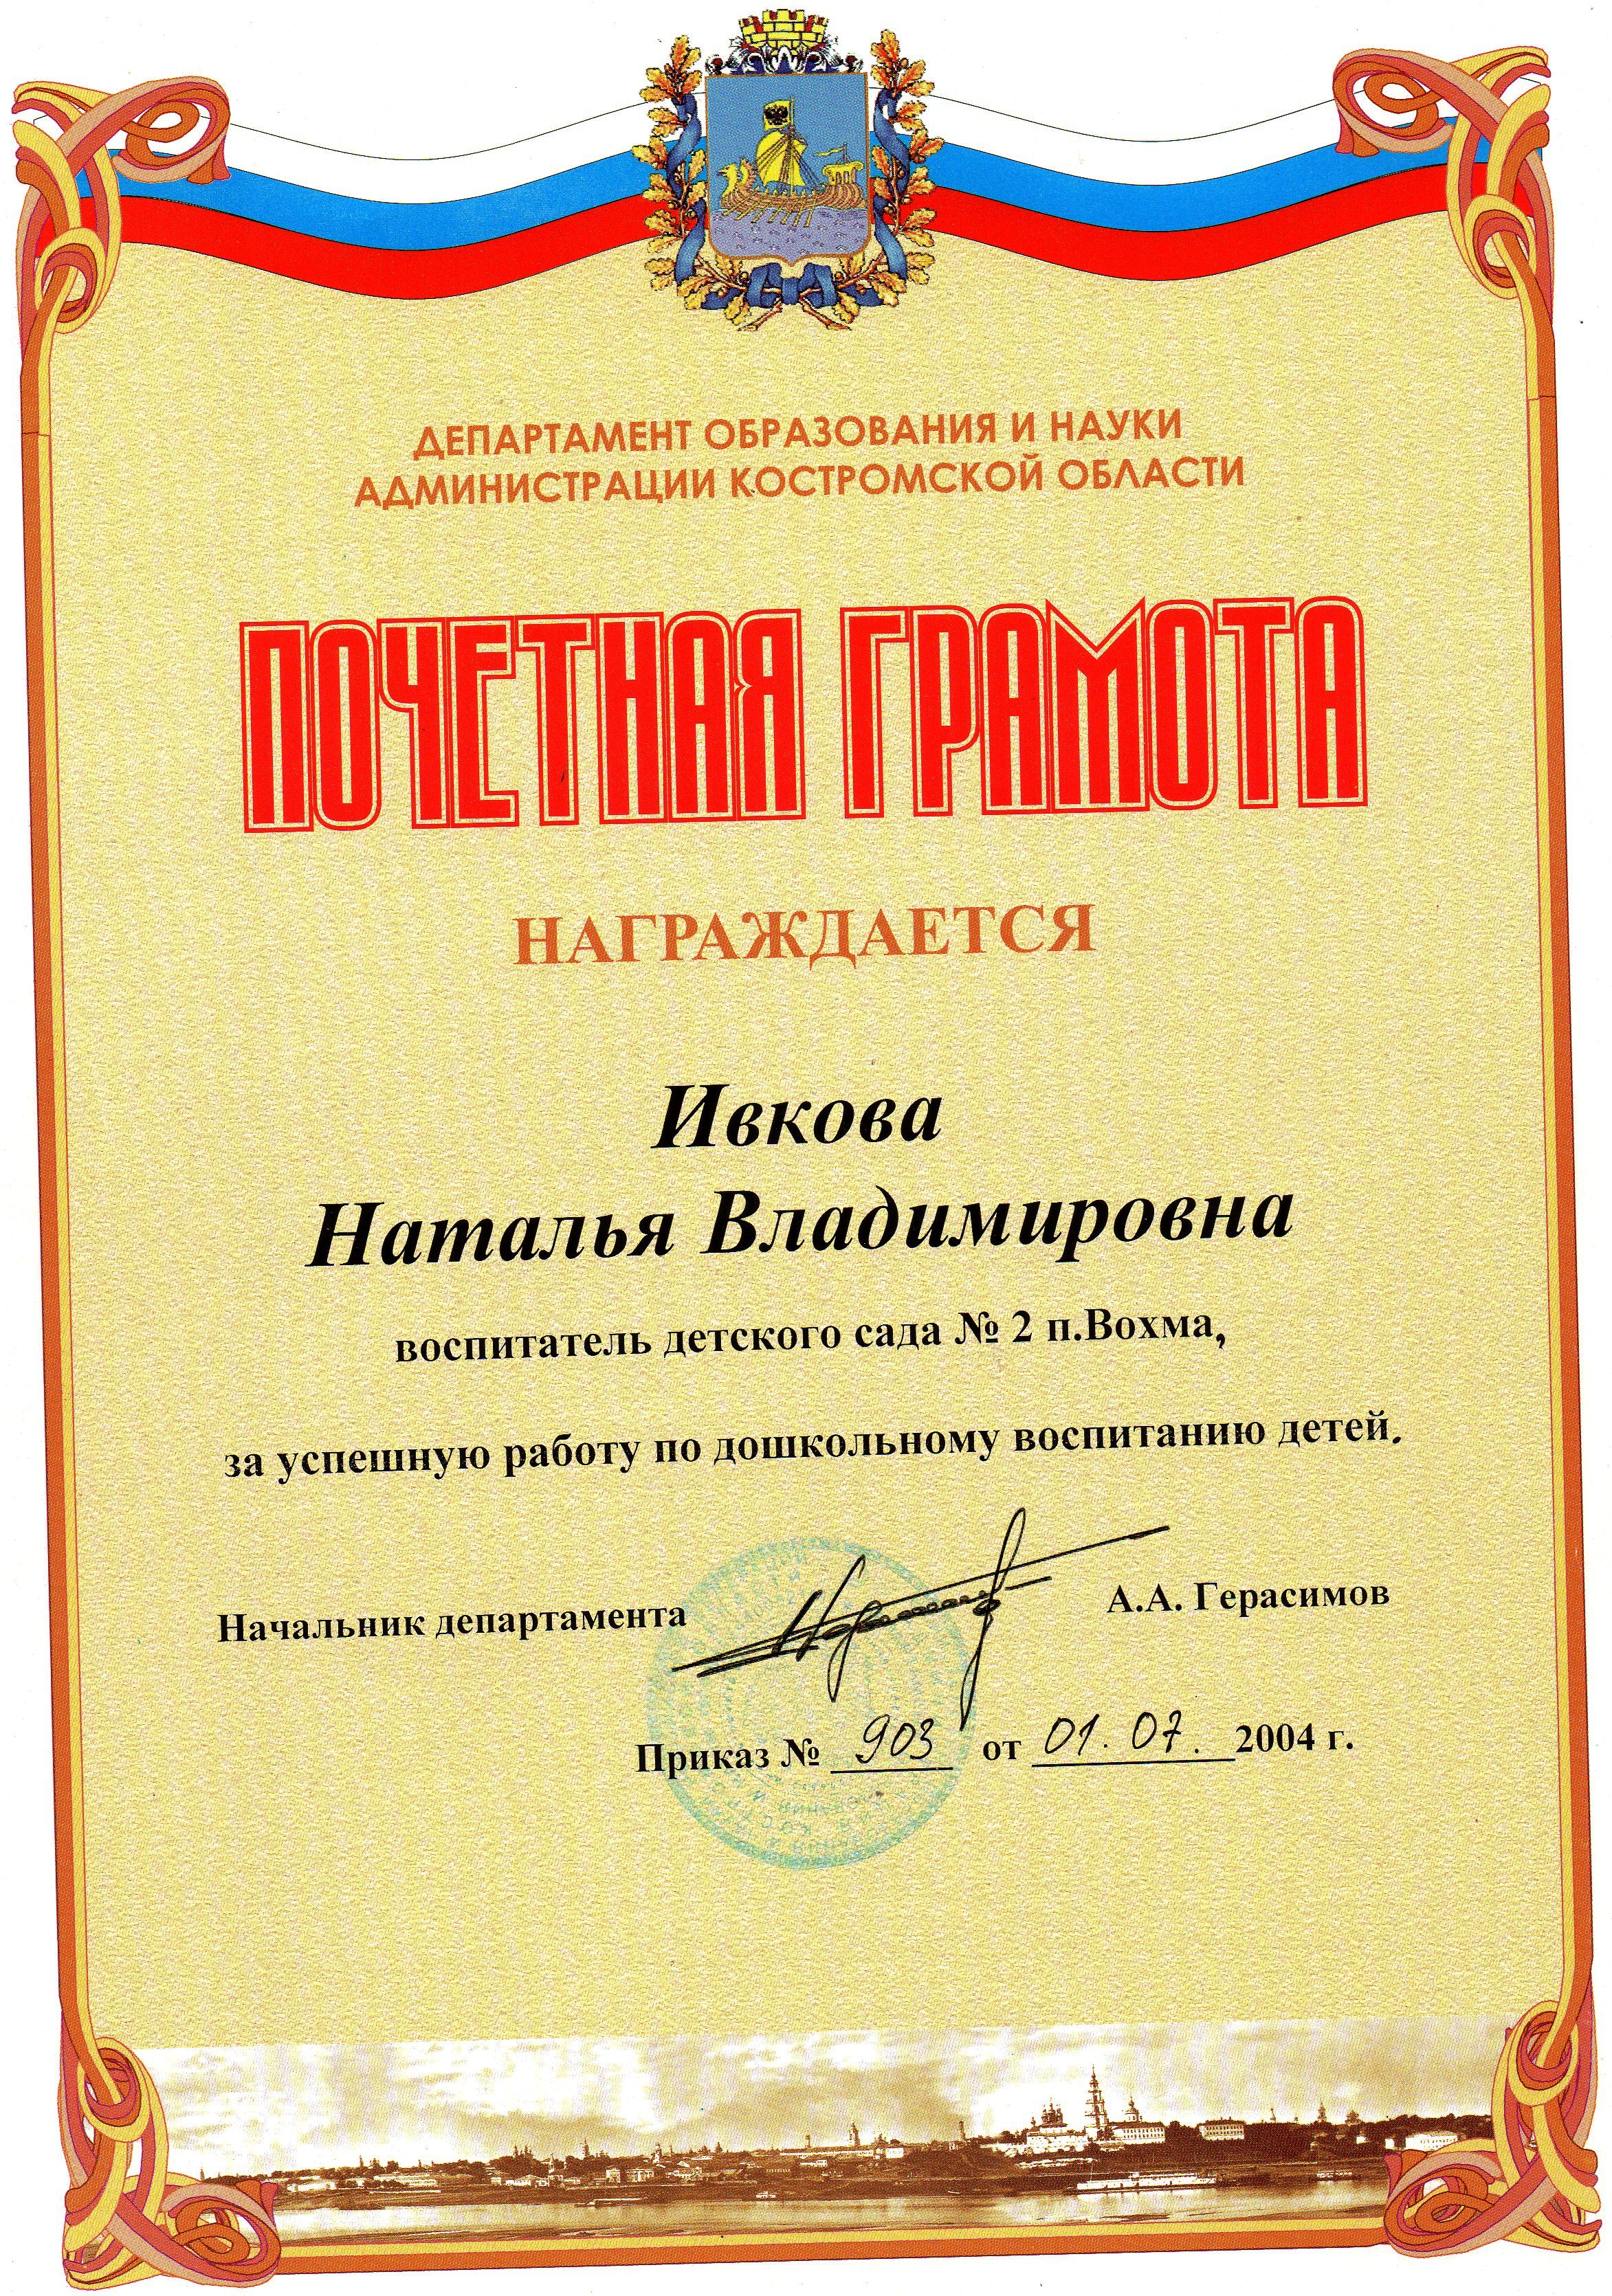 ДЕПАРТАМЕНТ ОБРАЗОВАНИЯ И НАУКИ
АДМИНИСТРАЦИИ КОСТРОМСКОЙ ОБЛАСТИ
ПОЧЕТНАЯ ГРАМОТА
НАГРАЖДАЕТСЯ
Ивкова
Наталья Владимировна
воспитатель детского сада № 2 п.Вохма,
за успешную работу по дошкольному воспитанию детей.
Начальник департамента А.А. Герасимов
Приказ № 903 от 01.07. 2004 г.